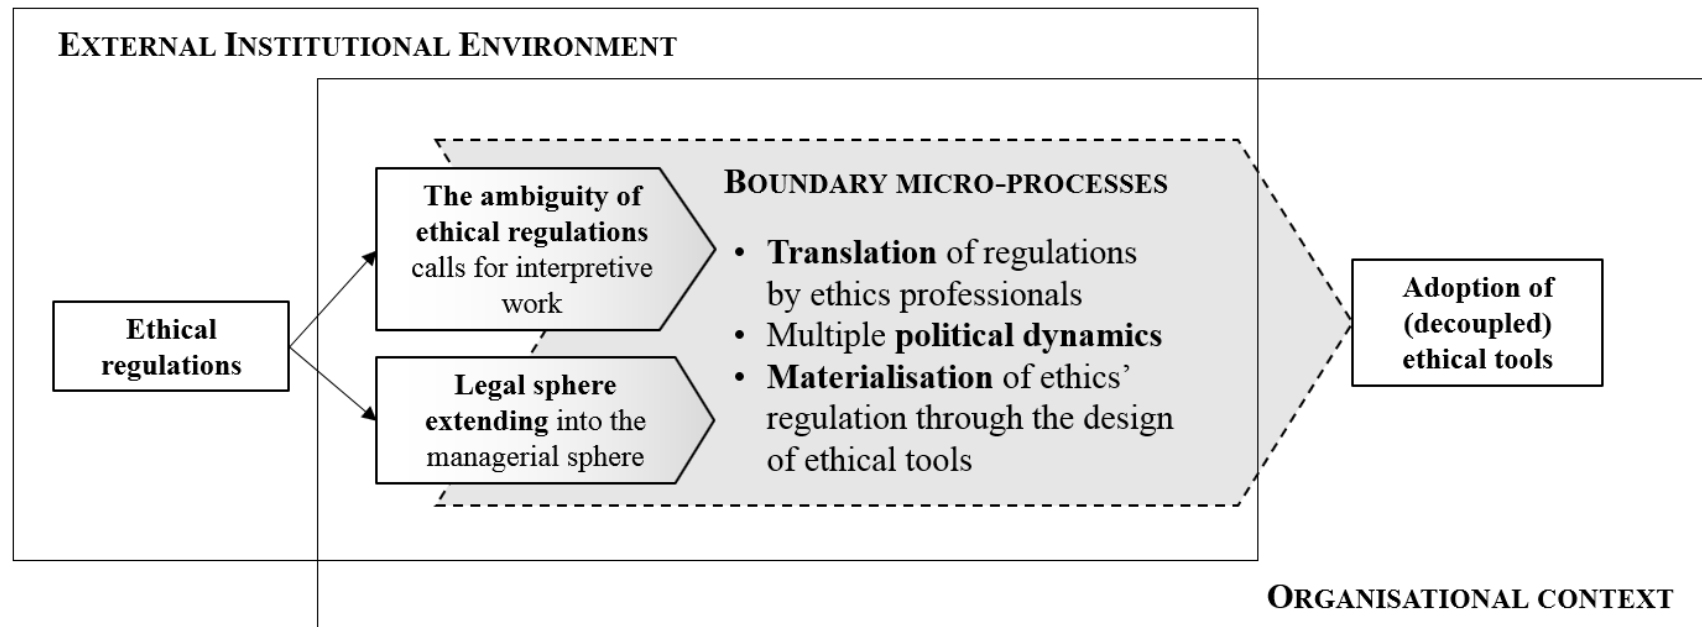 EXTERNAL INSTITUTIONAL ENVIRONMENT
Ethical
regulations
The ambiguity of
ethical regulations
calls for interpretive
work
Legal sphere
extending into the
managerial sphere
BOUNDARY MICRO-PROCESSES
• Translation of regulations
by ethics professionals
• Multiple political dynamics
• Materialisation of ethics’
regulation through the design
of ethical tools
Adoption of
(decoupled)
ethical tools
ORGANISATIONAL CONTEXT